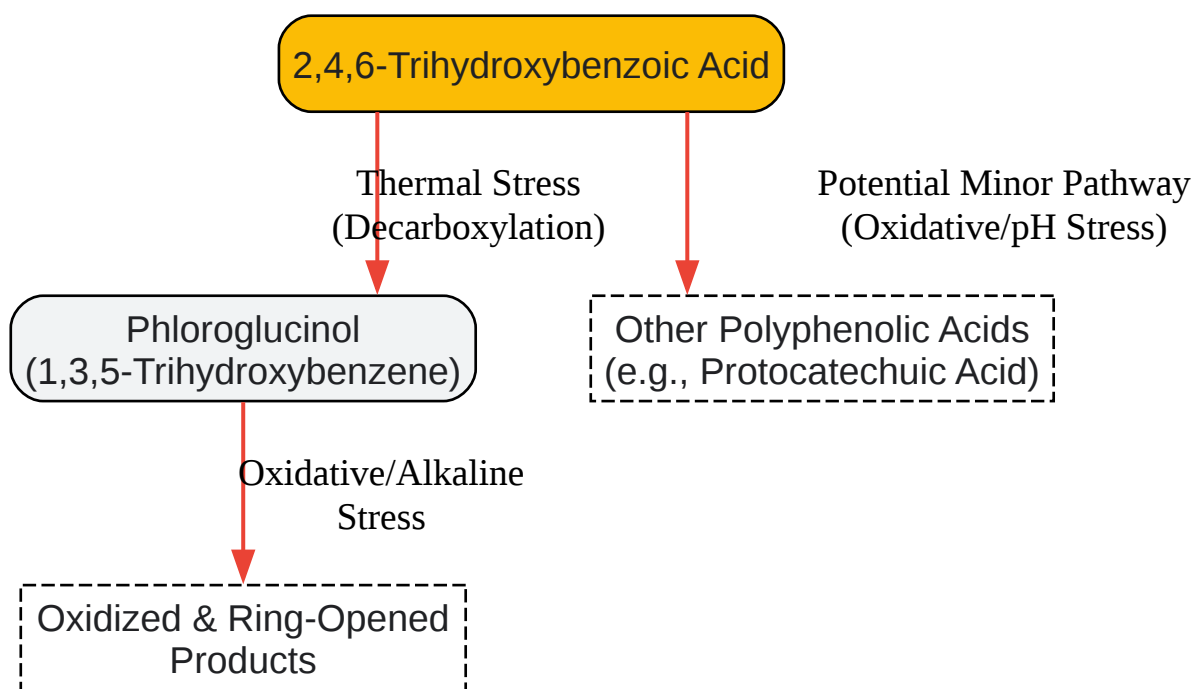 2,4,6-Trihydroxybenzoic Acid
Thermal Stress
(Decarboxylation)
Potential Minor Pathway
(Oxidative/pH Stress)
Phloroglucinol
(1,3,5-Trihydroxybenzene)
Other Polyphenolic Acids
(e.g., Protocatechuic Acid)
Oxidative/Alkaline
Stress
Oxidized & Ring-Opened
Products